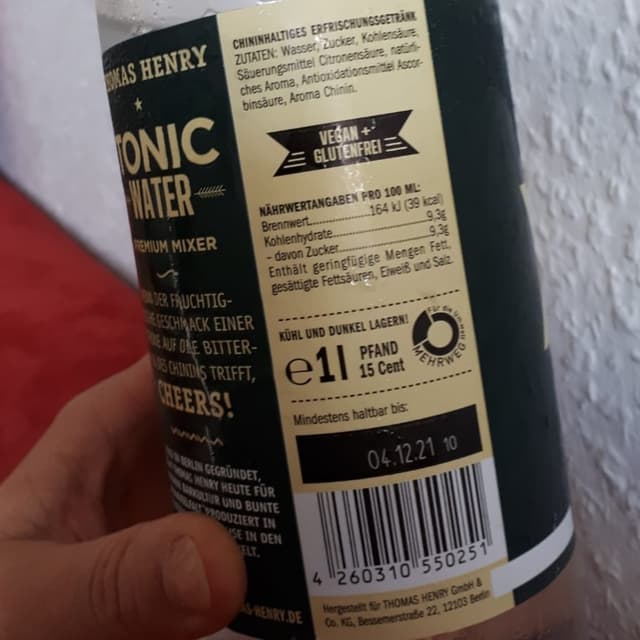 THOMAS HENRY
TONIC
WATER
PREMIUM MIXER
DER FRUCHTIG-
GESCHMACK EINER
AUF DIE BITTER-
DES CHININS TRIFFT,
CHEERS!
IN BERLIN GEGRÜNDET,
HENRY HEUTE FÜR
BARKULTUR UND BUNTE
PRODUZIERT IN
IN DEN
HENRY.DE
CHININHALTIGES ERFRISCHUNGSGETRÄNK.
ZUTATEN: Wasser, Zucker, Kohlensäure,
Säuerungsmittel Citronensäure, natürli-
ches Aroma, Antioxidationsmittel Ascor-
binsäure, Aroma Chinin.
VEGAN +
GLUTENFREI
NÄHRWERTANGABEN PRO 100 ML:
Brennwert 164 kJ (39 kcal)
Kohlenhydrate 9,3g
- davon Zucker 9,3g
Enthält geringfügige Mengen Fett,
gesättigte Fettsäuren, Eiweiß und Salz.
KÜHL UND DUNKEL LAGERN!
e1l PFAND
15 Cent
Für die Umwelt
MEHRWEG
Mindestens haltbar bis:
04.12.21 10
4 260310 550251
Hergestellt für THOMAS HENRY GmbH &
Co. KG, Bessemerstraße 22, 12103 Berlin